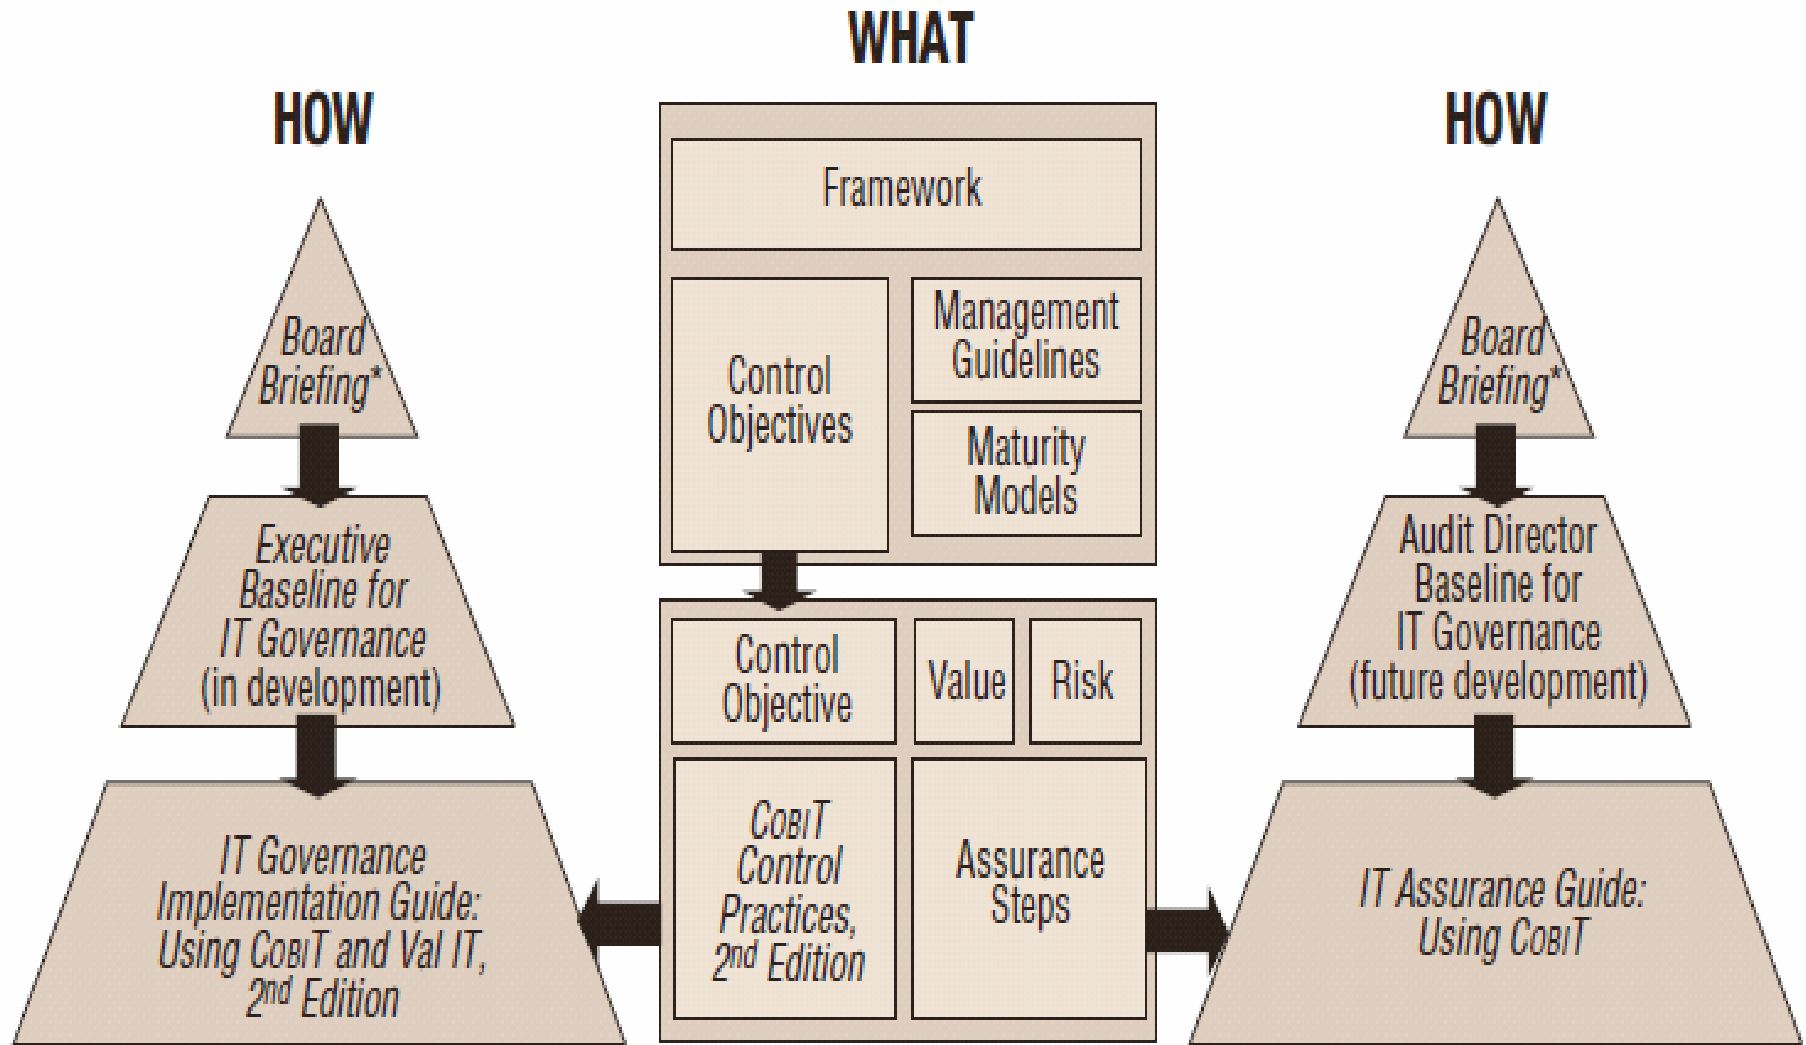 WHAT
HOW
HOW
Framework
Control
Objectives
Management
Guidelines
Maturity
Models
Board
Briefing*
Board
Briefing*
Executive
Baseline for
IT Governance
(in development)
Audit Director
Baseline for
IT Governance
(future development)
Control
Objective
Value
Risk
COBIT
Control
Practices,
2nd Edition
Assurance
Steps
IT Governance
Implementation Guide:
Using COBIT and Val IT,
2nd Edition
IT Assurance Guide:
Using COBIT